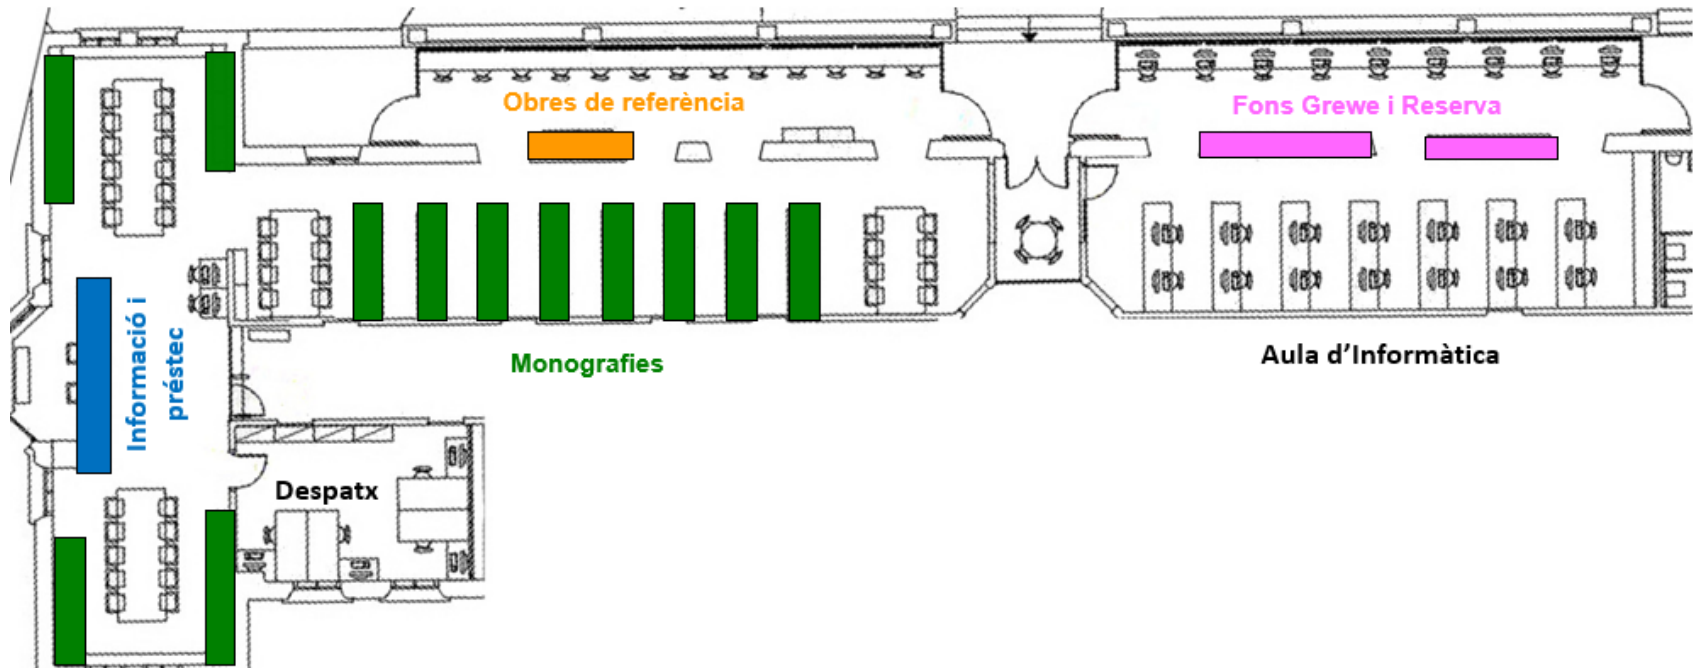 Obres de referència
Fons Grewe i Reserva
Informació i
préstec
Monografies
Aula d’Informàtica
Despatx